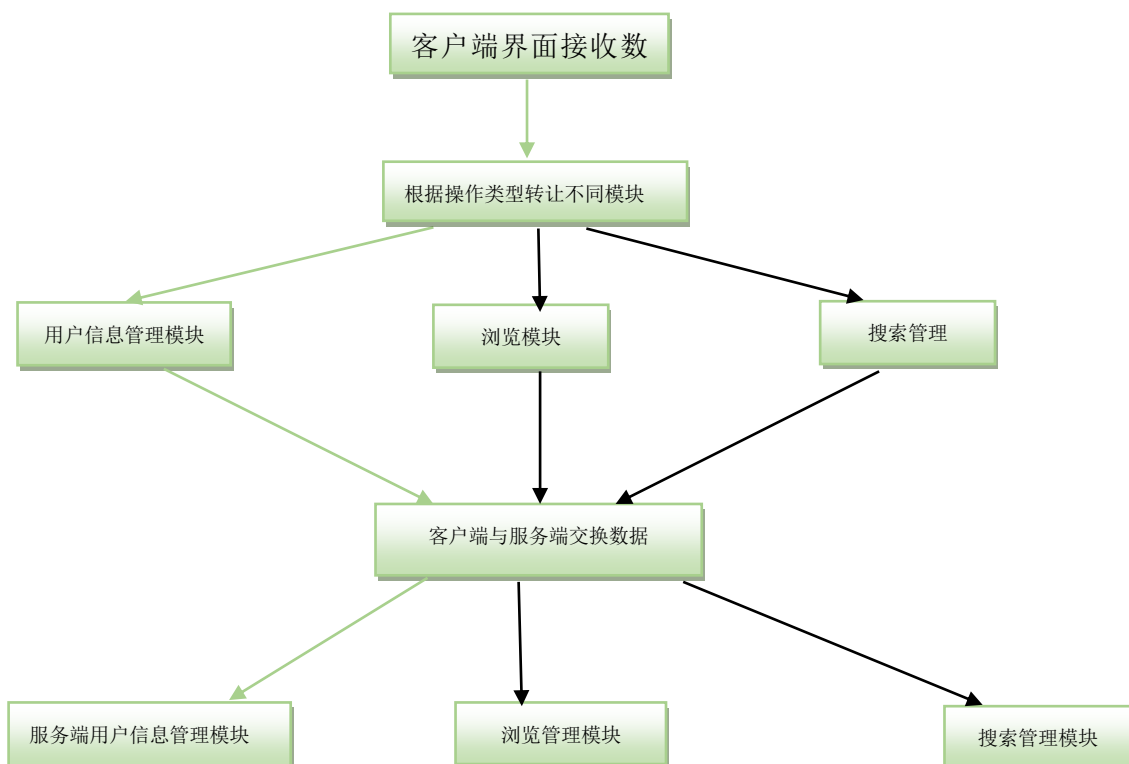 客户端界面接收数
根据操作类型转让不同模块
用户信息管理模块
浏览模块
搜索管理
客户端与服务端交换数据
服务端用户信息管理模块
浏览管理模块
搜索管理模块